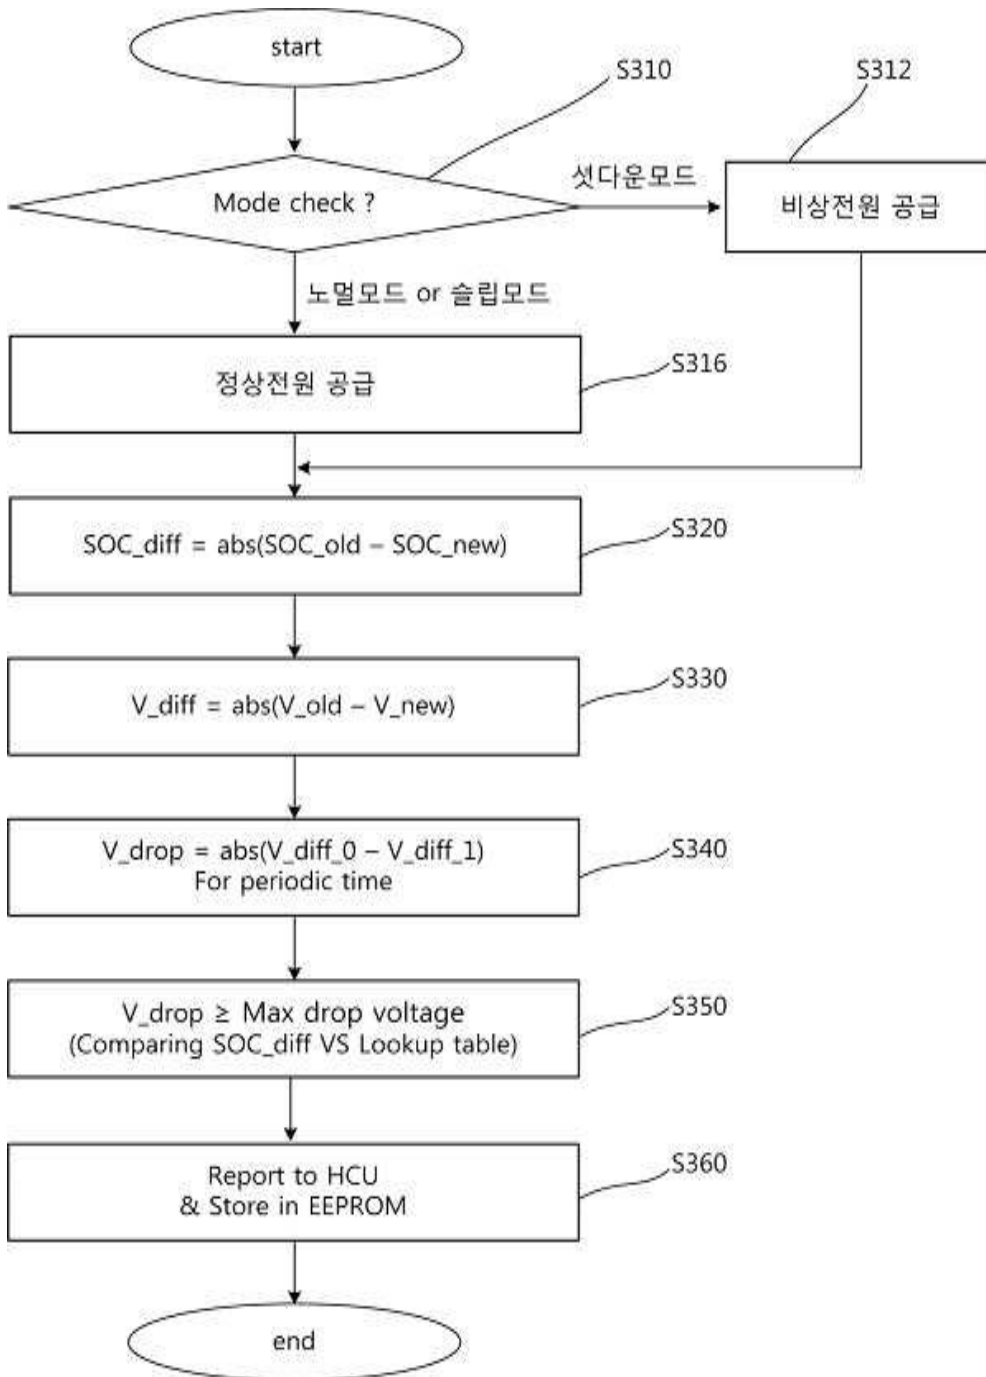 start
S310
S312
Mode check ?
셧다운모드
비상전원 공급
노멀모드 or 슬립모드
정상전원 공급
S316
SOC_diff = abs(SOC_old – SOC_new)
S320
V_diff = abs(V_old – V_new)
S330
V_drop = abs(V_diff_0 – V_diff_1)
For periodic time
S340
V_drop ≥ Max drop voltage
(Comparing SOC_diff VS Lookup table)
S350
Report to HCU
& Store in EEPROM
S360
end